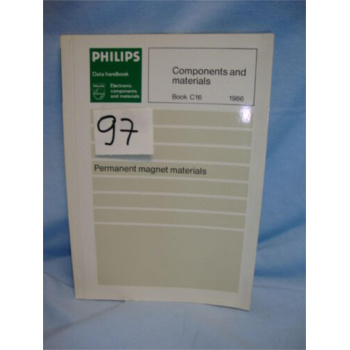 PHILIPS
Data handbook
Electronic
components
and materials
Components and
materials
Book C16 1986
97
Permanent magnet materials